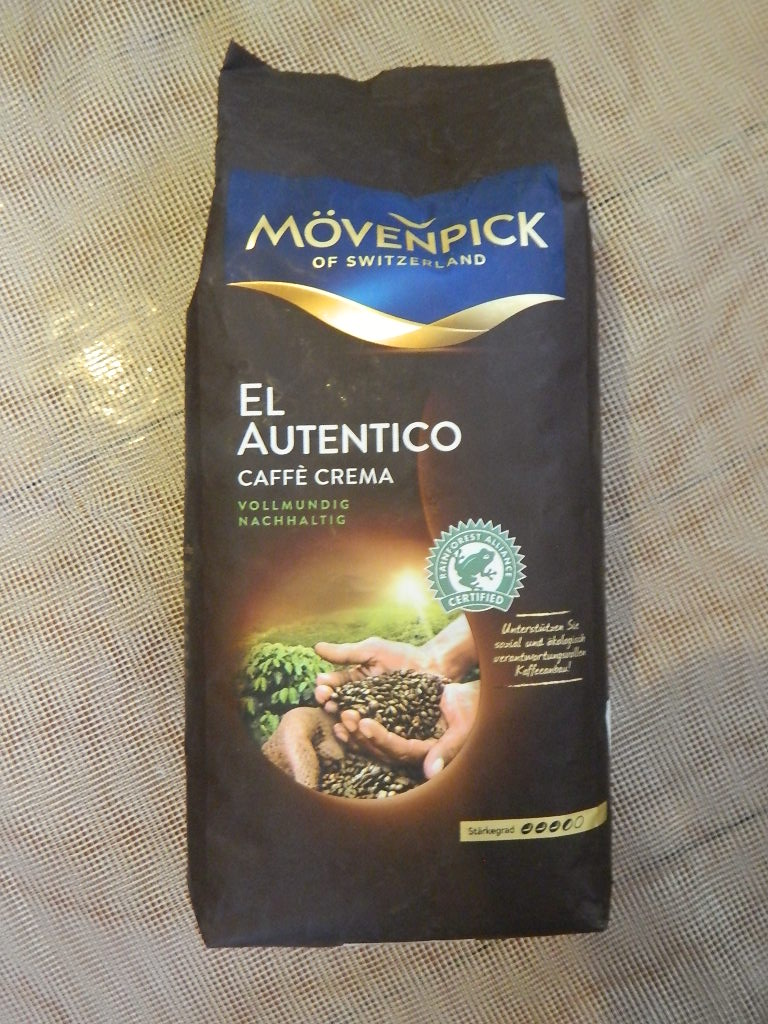 MÖVENPICK
OF SWITZERLAND
EL
AUTENTICO
CAFFÈ CREMA
VOLLMUNDIG
NACHHALTIG
RAINFOREST ALLIANCE
CERTIFIED
Unterstützen Sie
sozial und ökologisch
verantwortungsvollen
Kaffeeanbau!
Stärkegrad